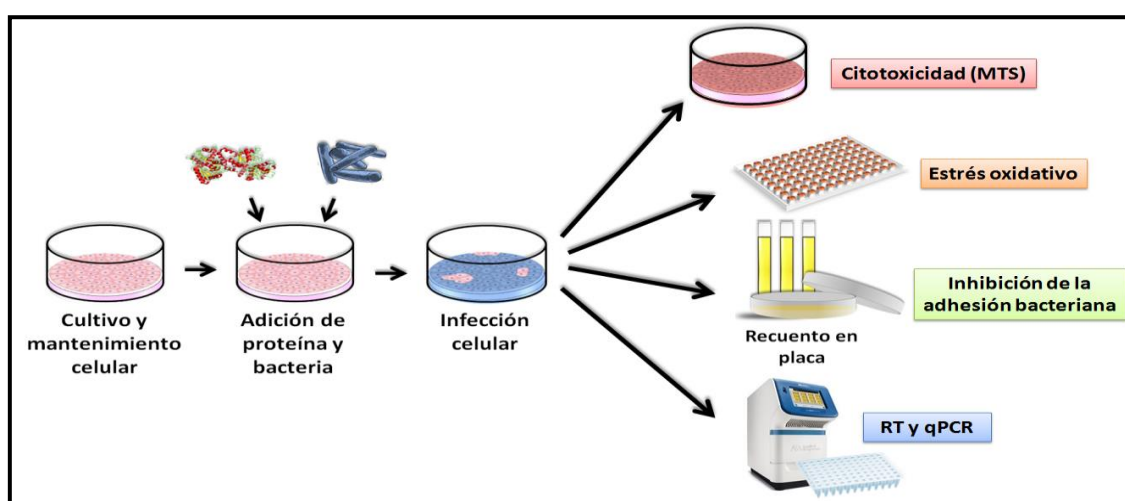 Citotoxicidad (MTS)
Estrés oxidativo
Cultivo y
mantenimiento
celular
Adición de
proteína y
bacteria
Infección
celular
Recuento en
placa
Inhibición de la
adhesión bacteriana
RT y qPCR